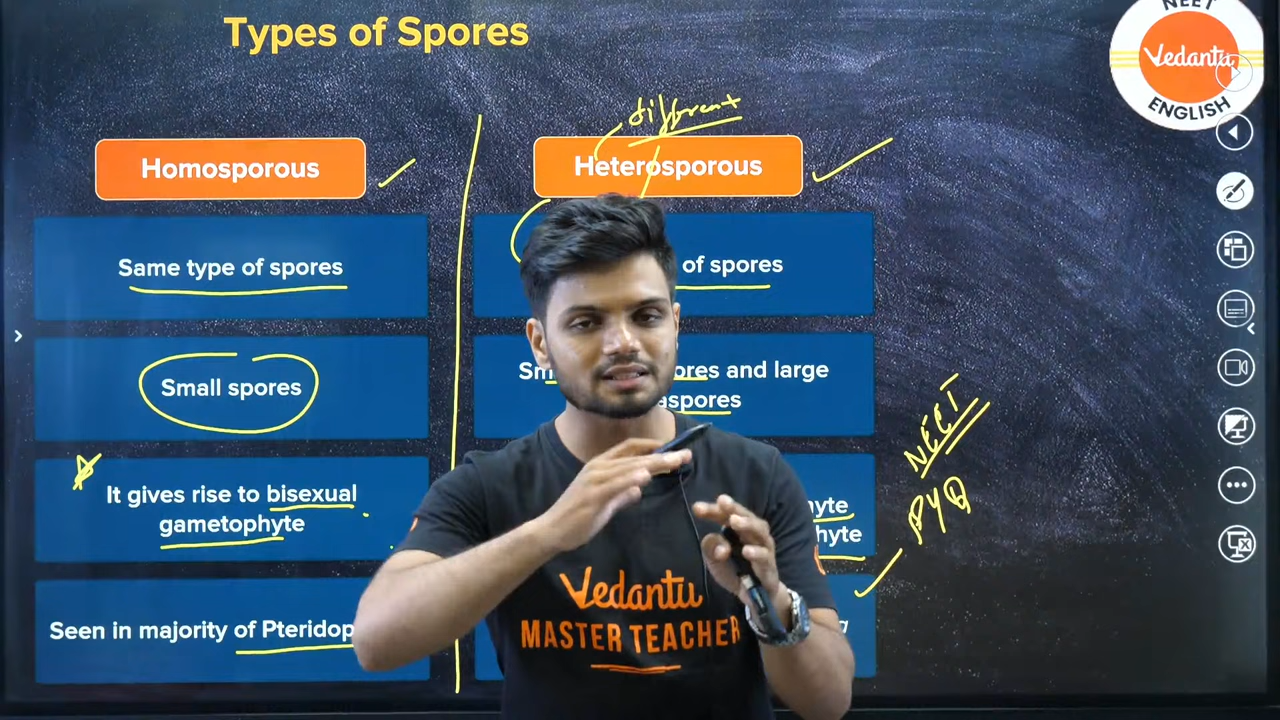 Types of Spores
NEET
Vedantu
ENGLISH
different
Homosporous
Heterosporous
Same type of spores
of spores
Small spores
ores and large
aspores
It gives rise to bisexual
gametophyte
yte
hyte
NEET
PYQ
Seen in majority of Pteridop
Vedantu
MASTER TEACHER